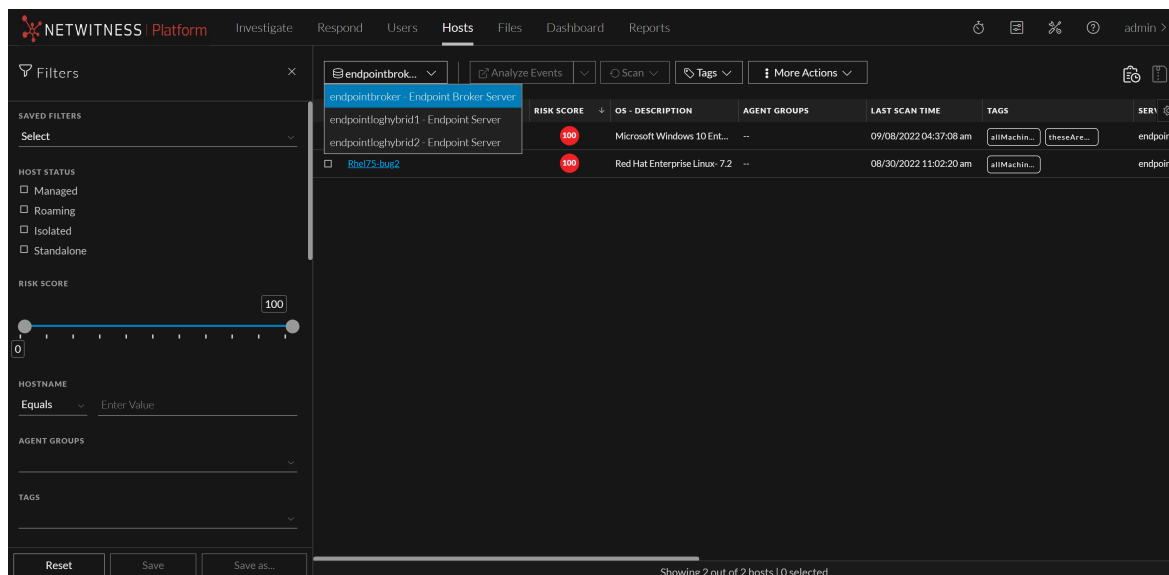 NETWITNESS Platform Investigate Respond Users Hosts Files Dashboard Reports admin >
Filters
endpointbrok... Analyze Events Scan Tags More Actions
endpointbroker - Endpoint Broker Server
endpointloghybrid1 - Endpoint Server
endpointloghybrid2 - Endpoint Server
SAVED FILTERS
Select
HOST STATUS
Managed
Roaming
Isolated
Standalone
RISK SCORE
100
0
HOSTNAME
Equals Enter Value
AGENT GROUPS
TAGS
Reset Save Save as...
RISK SCORE OS - DESCRIPTION AGENT GROUPS LAST SCAN TIME TAGS SERV
100 Microsoft Windows 10 Ent... -- 09/08/2022 04:37:08 am allMachin... theseAre... endpoin
Rhel75-bug2 100 Red Hat Enterprise Linux- 7.2 -- 08/30/2022 11:02:20 am allMachin... endpoin
Showing 2 out of 2 hosts | 0 selected